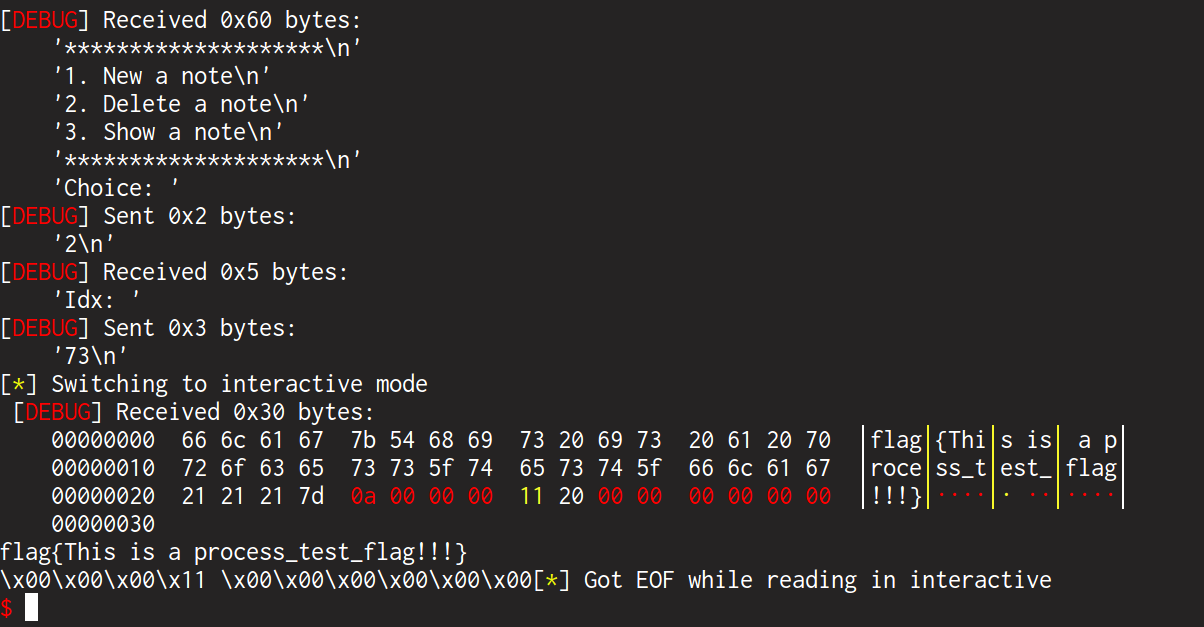 [DEBUG] Received 0x60 bytes:
    '********************\n'
    '1. New a note\n'
    '2. Delete a note\n'
    '3. Show a note\n'
    '********************\n'
    'Choice: '
[DEBUG] Sent 0x2 bytes:
    '2\n'
[DEBUG] Received 0x5 bytes:
    'Idx: '
[DEBUG] Sent 0x3 bytes:
    '73\n'
[*] Switching to interactive mode
 [DEBUG] Received 0x30 bytes:
    00000000  66 6c 61 67  7b 54 68 69  73 20 69 73  20 61 20 70  │flag│{Thi│s is│ a p│
    00000010  72 6f 63 65  73 73 5f 74  65 73 74 5f  66 6c 61 67  │roce│ss_t│est_│flag│
    00000020  21 21 21 7d  0a 00 00 00  11 20 00 00  00 00 00 00  │!!!}│····│· ··│····│
    00000030
flag{This is a process_test_flag!!!}
\x00\x00\x00\x11 \x00\x00\x00\x00\x00\x00[*] Got EOF while reading in interactive
$